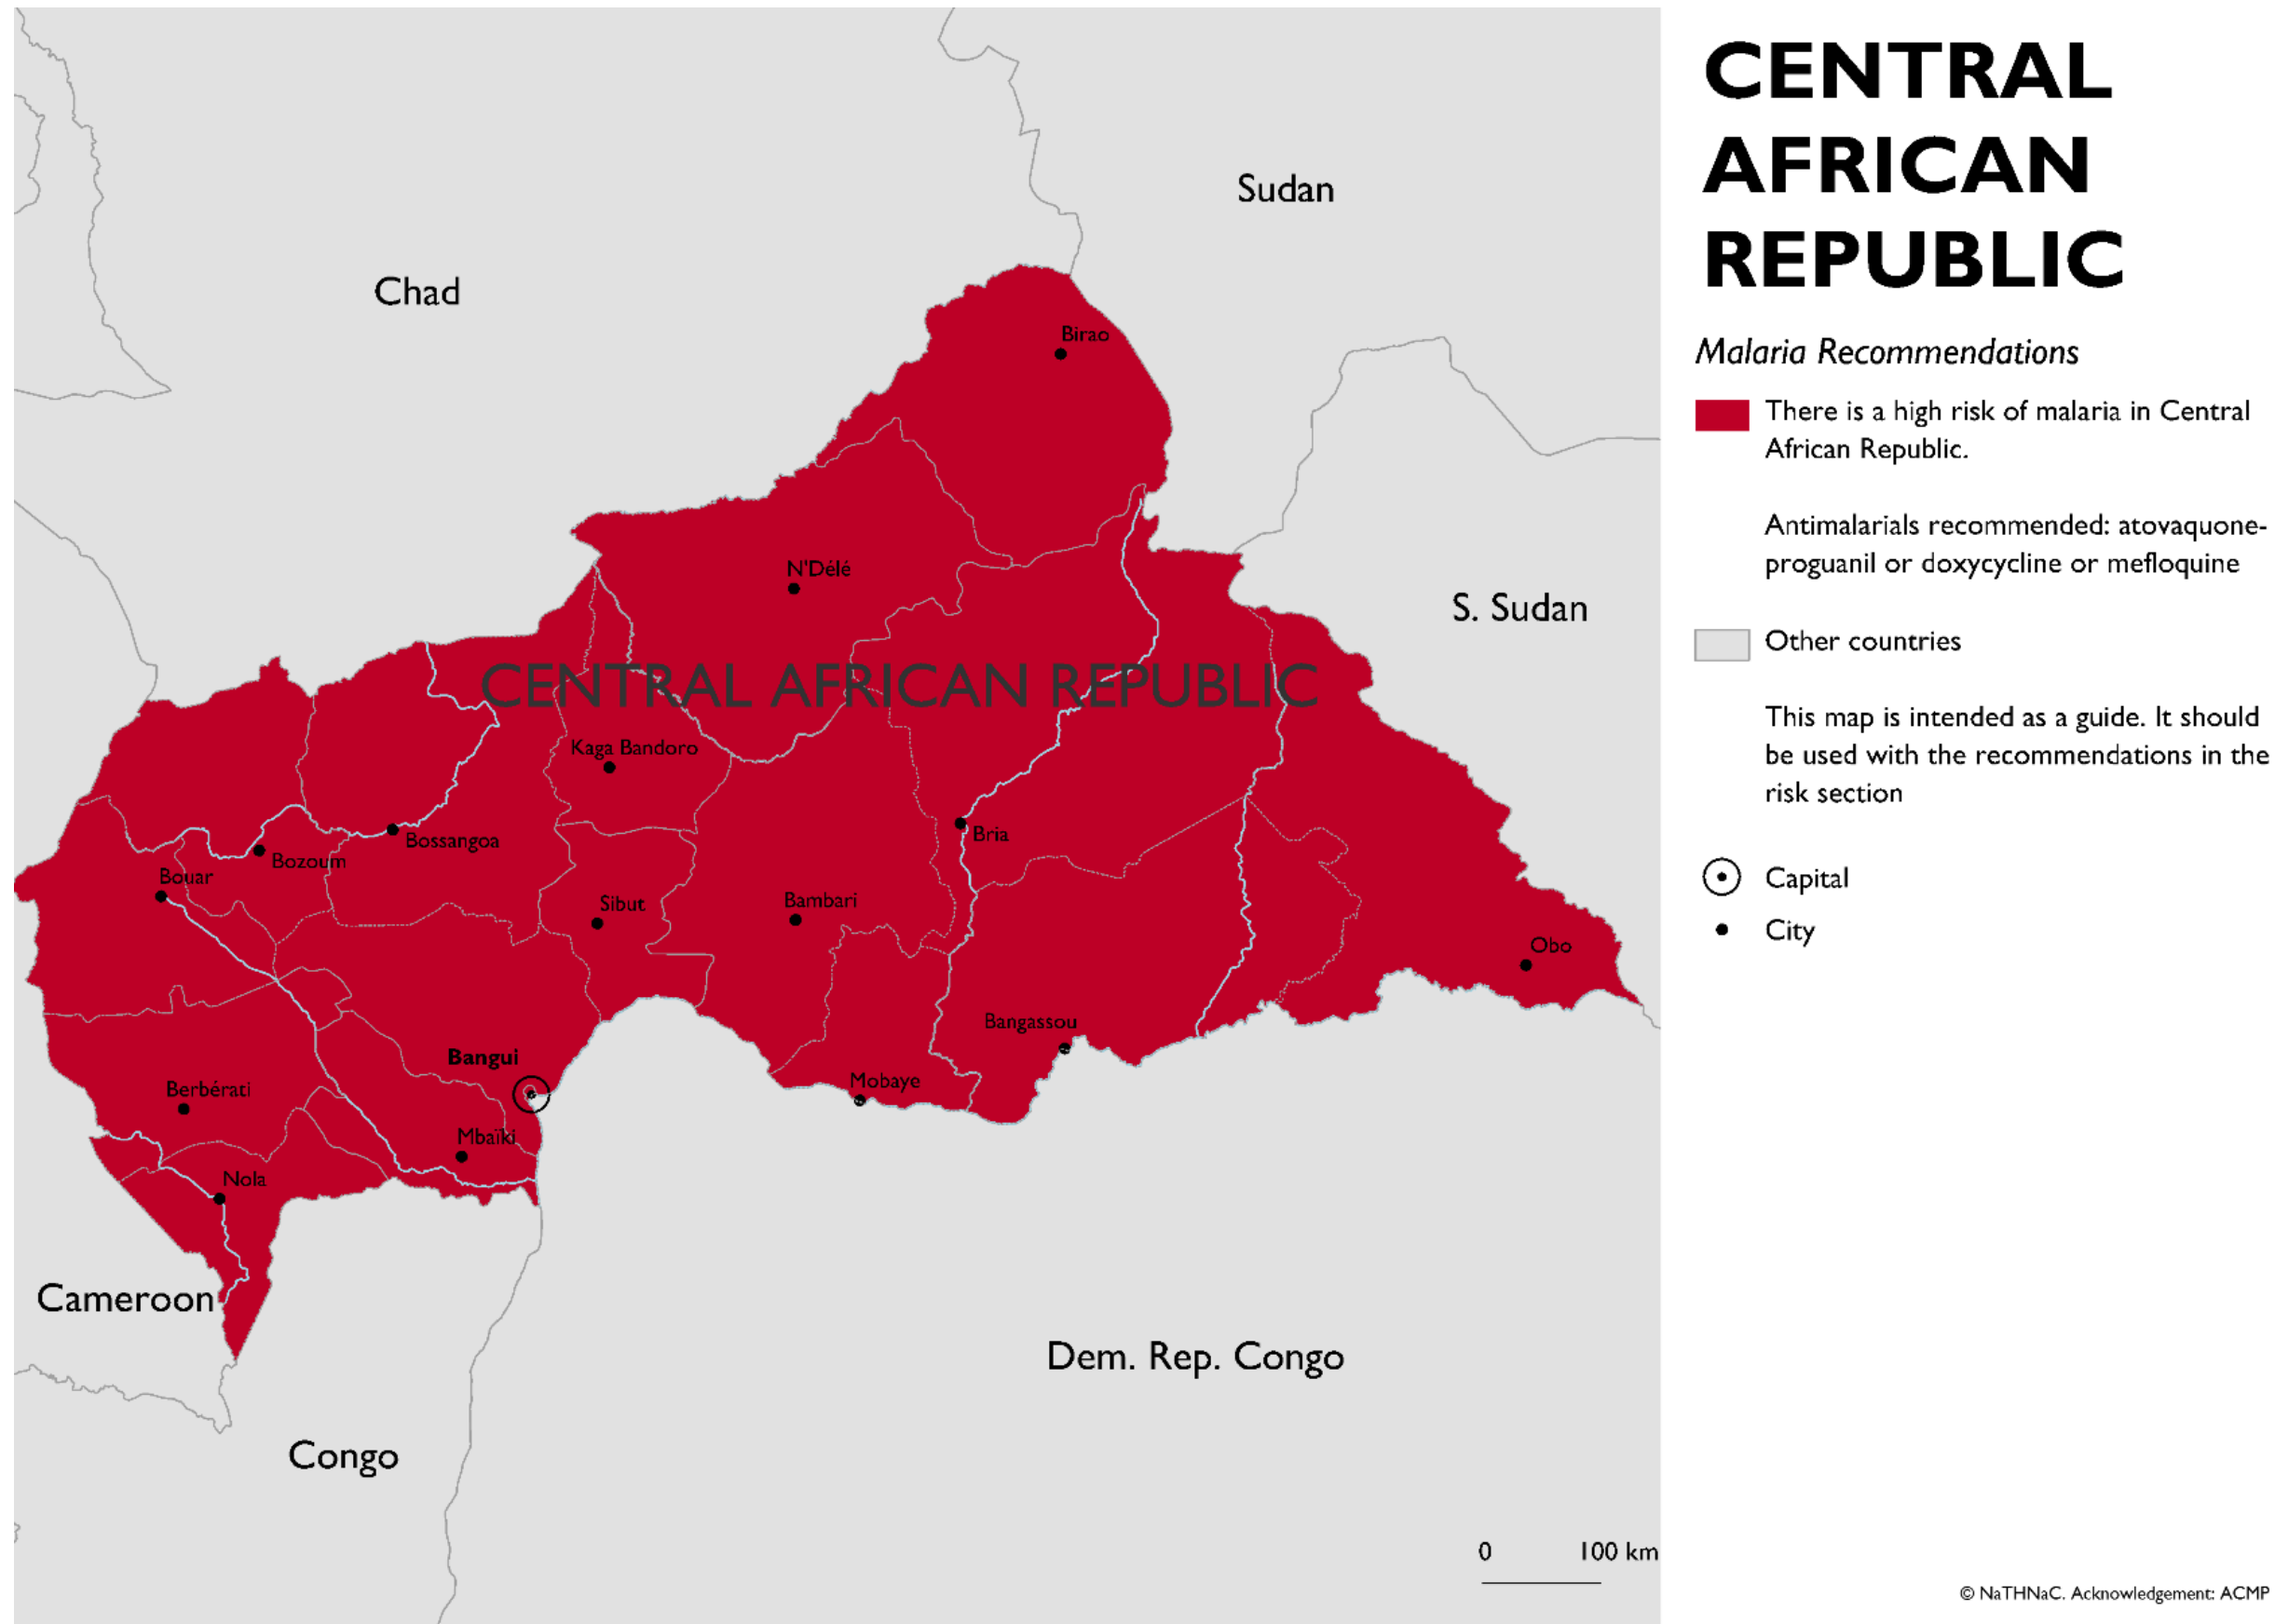 CENTRAL
AFRICAN
REPUBLIC
Malaria Recommendations
There is a high risk of malaria in Central
African Republic.
Antimalarials recommended: atovaquone-
proguanil or doxycycline or mefloquine
Other countries
This map is intended as a guide. It should
be used with the recommendations in the
risk section
Capital
City
Sudan
Chad
Birao
N'Délé
S. Sudan
CENTRAL AFRICAN REPUBLIC
Kaga Bandoro
Bria
Bossangoa
Bozoum
Bouar
Sibut
Bambari
Obo
Bangassou
Bangui
Mobaye
Berbérati
Mbaïki
Nola
Cameroon
Dem. Rep. Congo
Congo
0 100 km
© NaTHNaC. Acknowledgement: ACMP